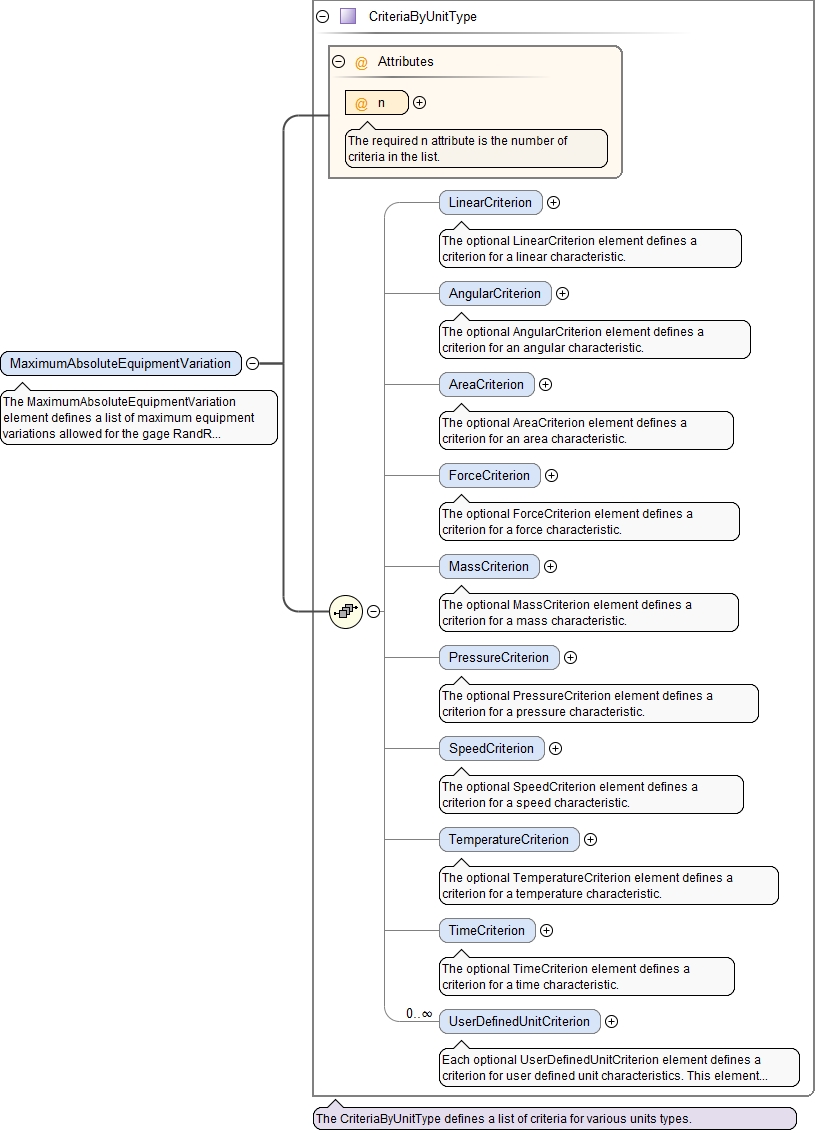 CriteriaByUnitType
@ Attributes
@ n
The required n attribute is the number of
criteria in the list.
LinearCriterion
The optional LinearCriterion element defines a
criterion for a linear characteristic.
AngularCriterion
The optional AngularCriterion element defines a
criterion for an angular characteristic.
MaximumAbsoluteEquipmentVariation
The MaximumAbsoluteEquipmentVariation
element defines a list of maximum equipment
variations allowed for the gage RandR...
AreaCriterion
The optional AreaCriterion element defines a
criterion for an area characteristic.
ForceCriterion
The optional ForceCriterion element defines a
criterion for a force characteristic.
MassCriterion
The optional MassCriterion element defines a
criterion for a mass characteristic.
PressureCriterion
The optional PressureCriterion element defines a
criterion for a pressure characteristic.
SpeedCriterion
The optional SpeedCriterion element defines a
criterion for a speed characteristic.
TemperatureCriterion
The optional TemperatureCriterion element defines a
criterion for a temperature characteristic.
TimeCriterion
The optional TimeCriterion element defines a
criterion for a time characteristic.
0..∞ UserDefinedUnitCriterion
Each optional UserDefinedUnitCriterion element defines a
criterion for user defined unit characteristics. This element...
The CriteriaByUnitType defines a list of criteria for various units types.